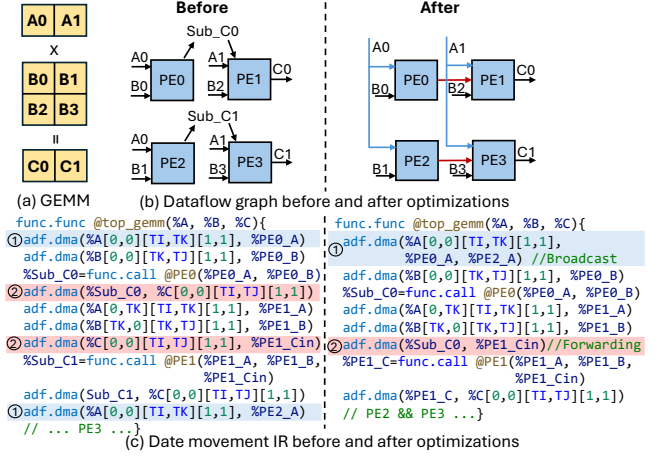 Before
After
A0 A1
X
B0 B1
B2 B3
=
C0 C1
(a) GEMM
Sub_C0
A0
B0
PE0
A1
B2
PE1
C0
Sub_C1
A0
B1
PE2
A1
B3
PE3
C1
A0
A1
B0
PE0
B2
PE1
C0
B1
PE2
B3
PE3
C1
(b) Dataflow graph before and after optimizations
func.func @top_gemm(%A, %B, %C){
①adf.dma(%A[0,0][TI,TK][1,1], %PE0_A)
adf.dma(%B[0,0][TK,TJ][1,1], %PE0_B)
%Sub_C0=func.call @PE0(%PE0_A, %PE0_B)
②adf.dma(%Sub_C0, %C[0,0][TI,TJ][1,1])
adf.dma(%A[0,TK][TI,TK][1,1], %PE1_A)
adf.dma(%B[TK,0][TK,TJ][1,1], %PE1_B)
②adf.dma(%C[0,0][TI,TJ][1,1], %PE1_Cin)
%Sub_C1=func.call @PE1(%PE1_A, %PE1_B,
%PE1_Cin)
adf.dma(Sub_C1, %C[0,0][TI,TJ][1,1])
①adf.dma(%A[0,0][TI,TK][1,1], %PE2_A)
// ... PE3 ...}
func.func @top_gemm(%A, %B, %C){
① adf.dma(%A[0,0][TI,TK][1,1],
%PE0_A, %PE2_A) //Broadcast
adf.dma(%B[0,0][TK,TJ][1,1], %PE0_B)
%Sub_C0=func.call @PE0(%PE0_A, %PE0_B)
adf.dma(%A[0,TK][TI,TK][1,1], %PE1_A)
adf.dma(%B[TK,0][TK,TJ][1,1], %PE1_B)
②adf.dma(%Sub_C0, %PE1_Cin)//Forwarding
%PE1_C=func.call @PE1(%PE1_A, %PE1_B,
%PE1_Cin)
adf.dma(%PE1_C, %C[0,0][TI,TJ][1,1])
// PE2 && PE3 ...}
(c) Date movement IR before and after optimizations